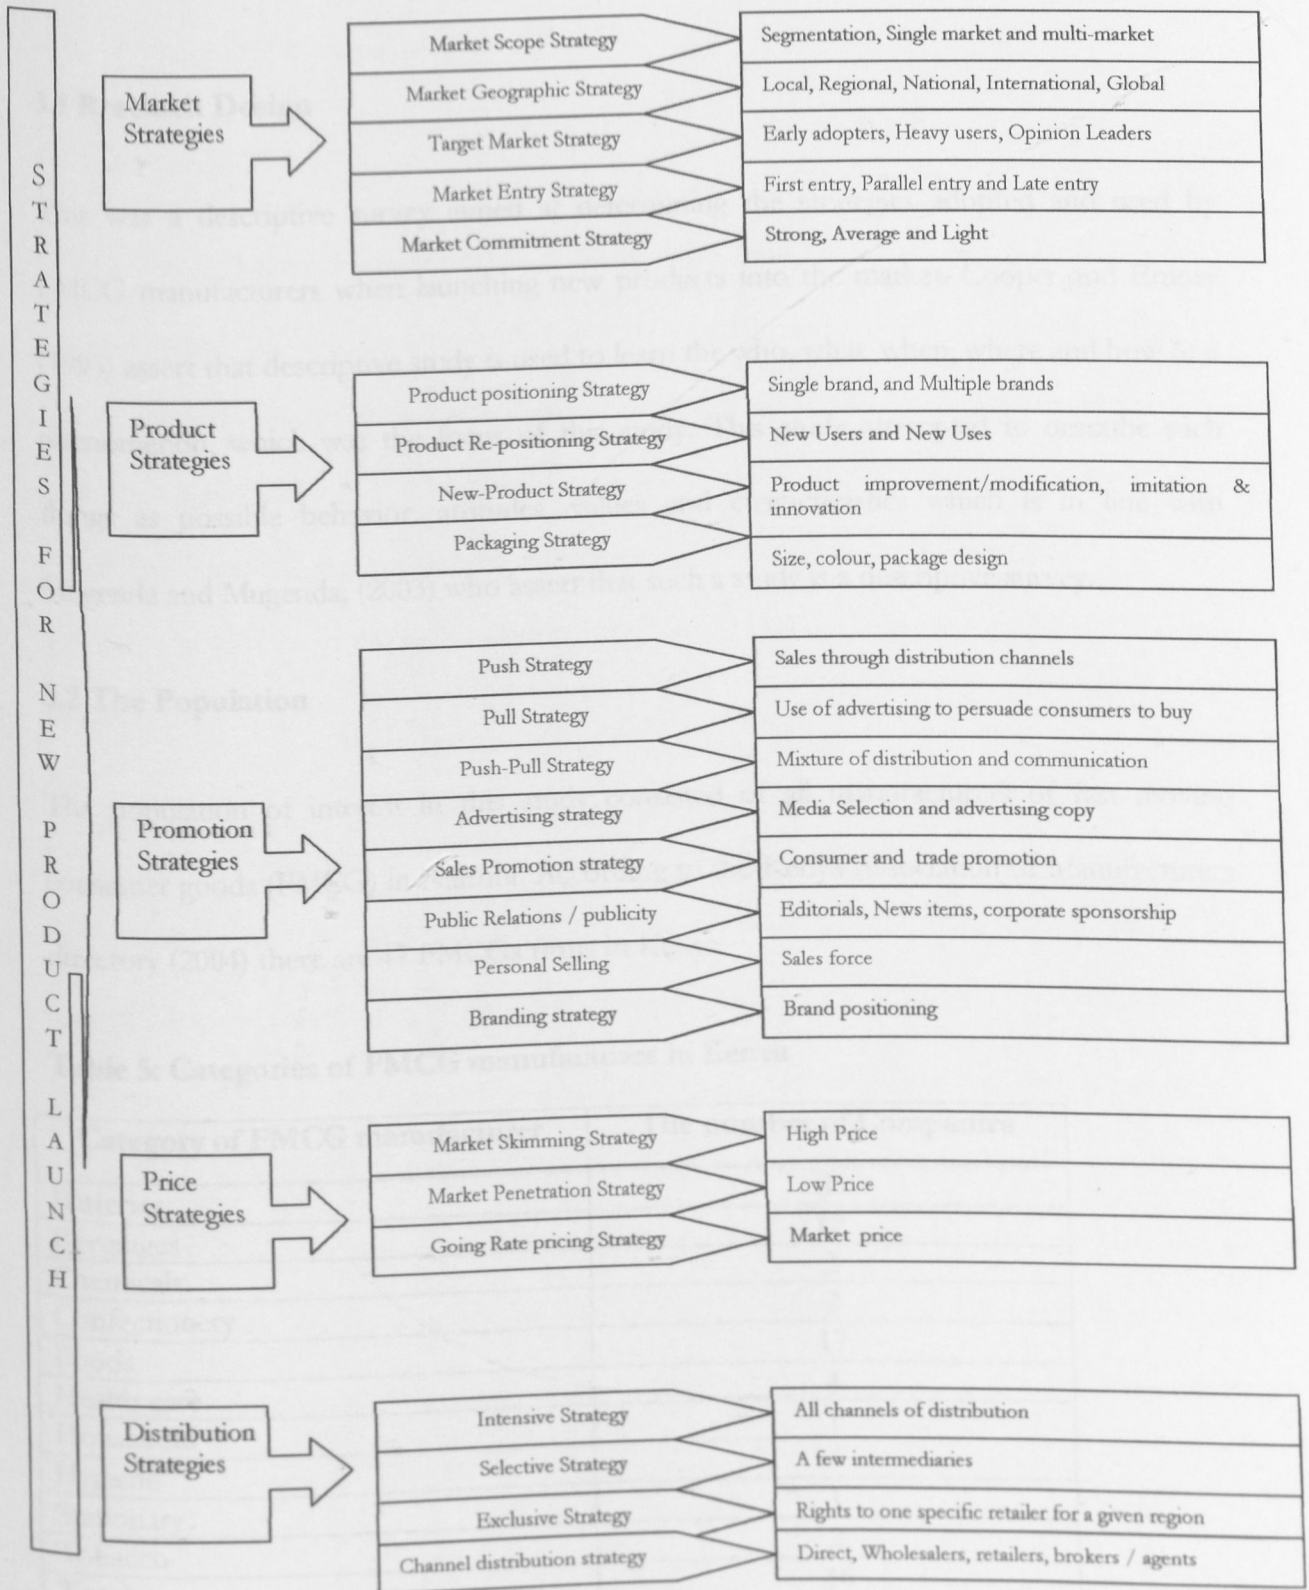 STRATEGIES FOR NEW PRODUCT LAUNCH
Market
Strategies
Market Scope Strategy
Segmentation, Single market and multi-market
Market Geographic Strategy
Local, Regional, National, International, Global
Target Market Strategy
Early adopters, Heavy users, Opinion Leaders
Market Entry Strategy
First entry, Parallel entry and Late entry
Market Commitment Strategy
Strong, Average and Light
Product
Strategies
Product positioning Strategy
Single brand, and Multiple brands
Product Re-positioning Strategy
New Users and New Uses
New-Product Strategy
Product improvement/modification, imitation &
innovation
Packaging Strategy
Size, colour, package design
Promotion
Strategies
Push Strategy
Sales through distribution channels
Pull Strategy
Use of advertising to persuade consumers to buy
Push-Pull Strategy
Mixture of distribution and communication
Advertising strategy
Media Selection and advertising copy
Sales Promotion strategy
Consumer and trade promotion
Public Relations / publicity
Editorials, News items, corporate sponsorship
Personal Selling
Sales force
Branding strategy
Brand positioning
Price
Strategies
Market Skimming Strategy
High Price
Market Penetration Strategy
Low Price
Going Rate pricing Strategy
Market price
Distribution
Strategies
Intensive Strategy
All channels of distribution
Selective Strategy
A few intermediaries
Exclusive Strategy
Rights to one specific retailer for a given region
Channel distribution strategy
Direct, Wholesalers, retailers, brokers / agents